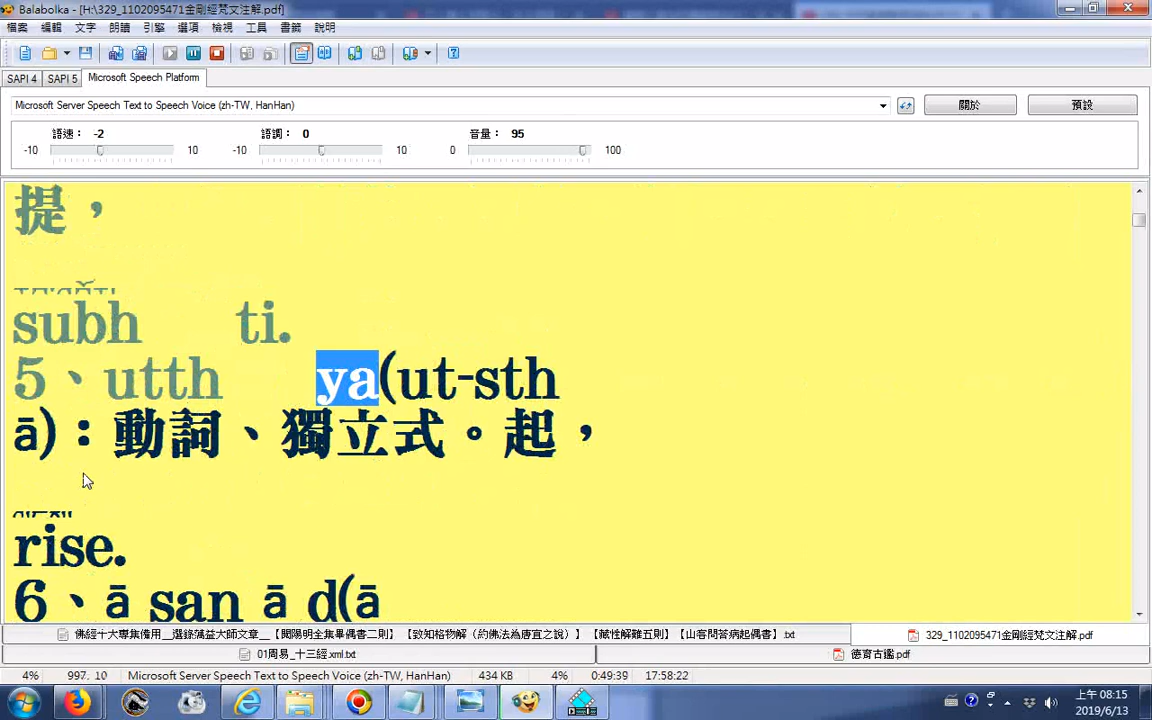 Balabolka - [H:\329_1102095471金剛經梵文注解.pdf]
檔案 編輯 文字 朗讀 引擎 選項 檢視 工具 書籤 說明
SAPI 4 SAPI 5 Microsoft Speech Platform
Microsoft Server Speech Text to Speech Voice (zh-TW, HanHan)
關於 預設
語速： -2 語調： 0 音量： 95
-10 10 -10 10 0 100
提，
subh ti.
5、utth ya(ut-sth
ā)：動詞、獨立式。起，
rise.
6、ā san ā d(ā
佛經十大專集備用__選錄蕅益大師文章__【閱陽明全集畢偶書二則】【致知格物解（約佛法為唐宜之說）】【藏性解難五則】【山客問答病起偶書】.txt
329_1102095471金剛經梵文注解.pdf
01周易_十三經.txt
德育古鑑.pdf
4% 997, 10 Microsoft Server Speech Text to Speech Voice (zh-TW, HanHan) 434 KB 4% 0:49:39 17:58:22
上午 08:15
2019/6/13